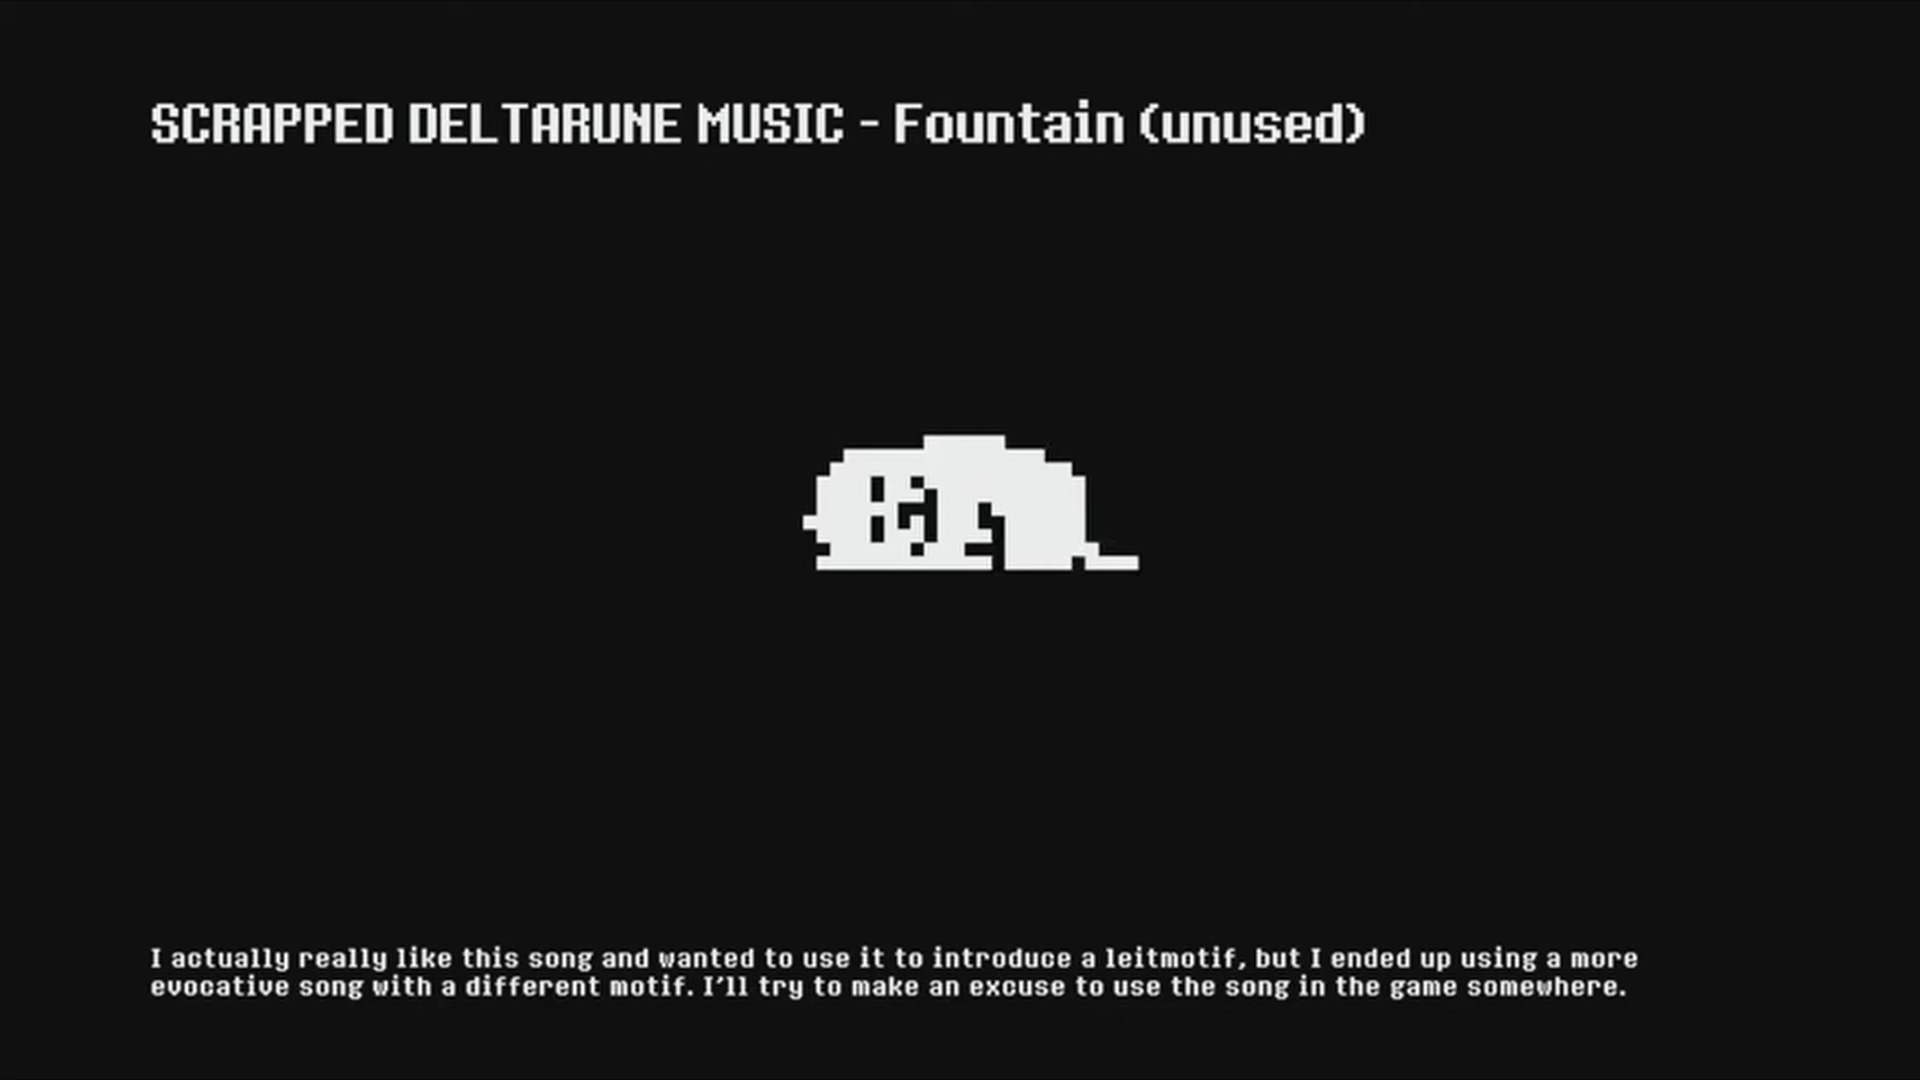 SCRAPPED DELTARUNE MUSIC - Fountain (unused)
I actually really like this song and wanted to use it to introduce a leitmotif, but I ended up using a more
evocative song with a different motif. I'll try to make an excuse to use the song in the game somewhere.